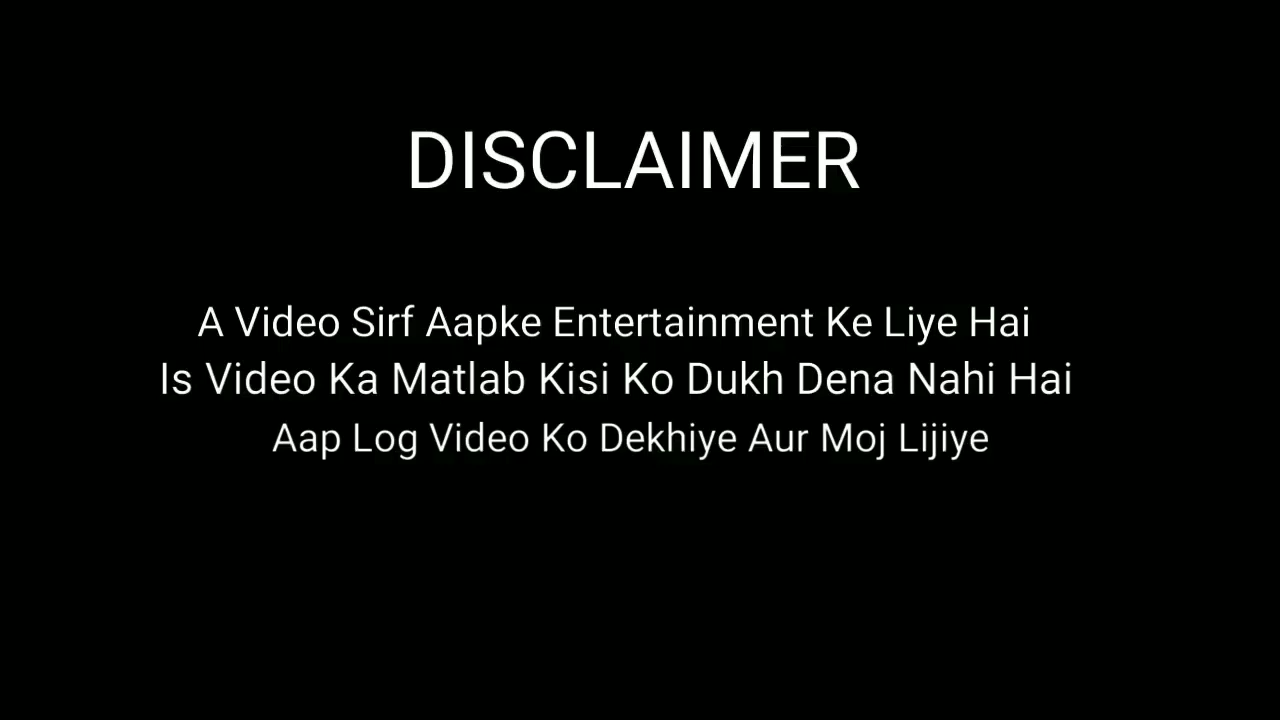 DISCLAIMER
A Video Sirf Aapke Entertainment Ke Liye Hai
Is Video Ka Matlab Kisi Ko Dukh Dena Nahi Hai
Aap Log Video Ko Dekhiye Aur Moj Lijiye